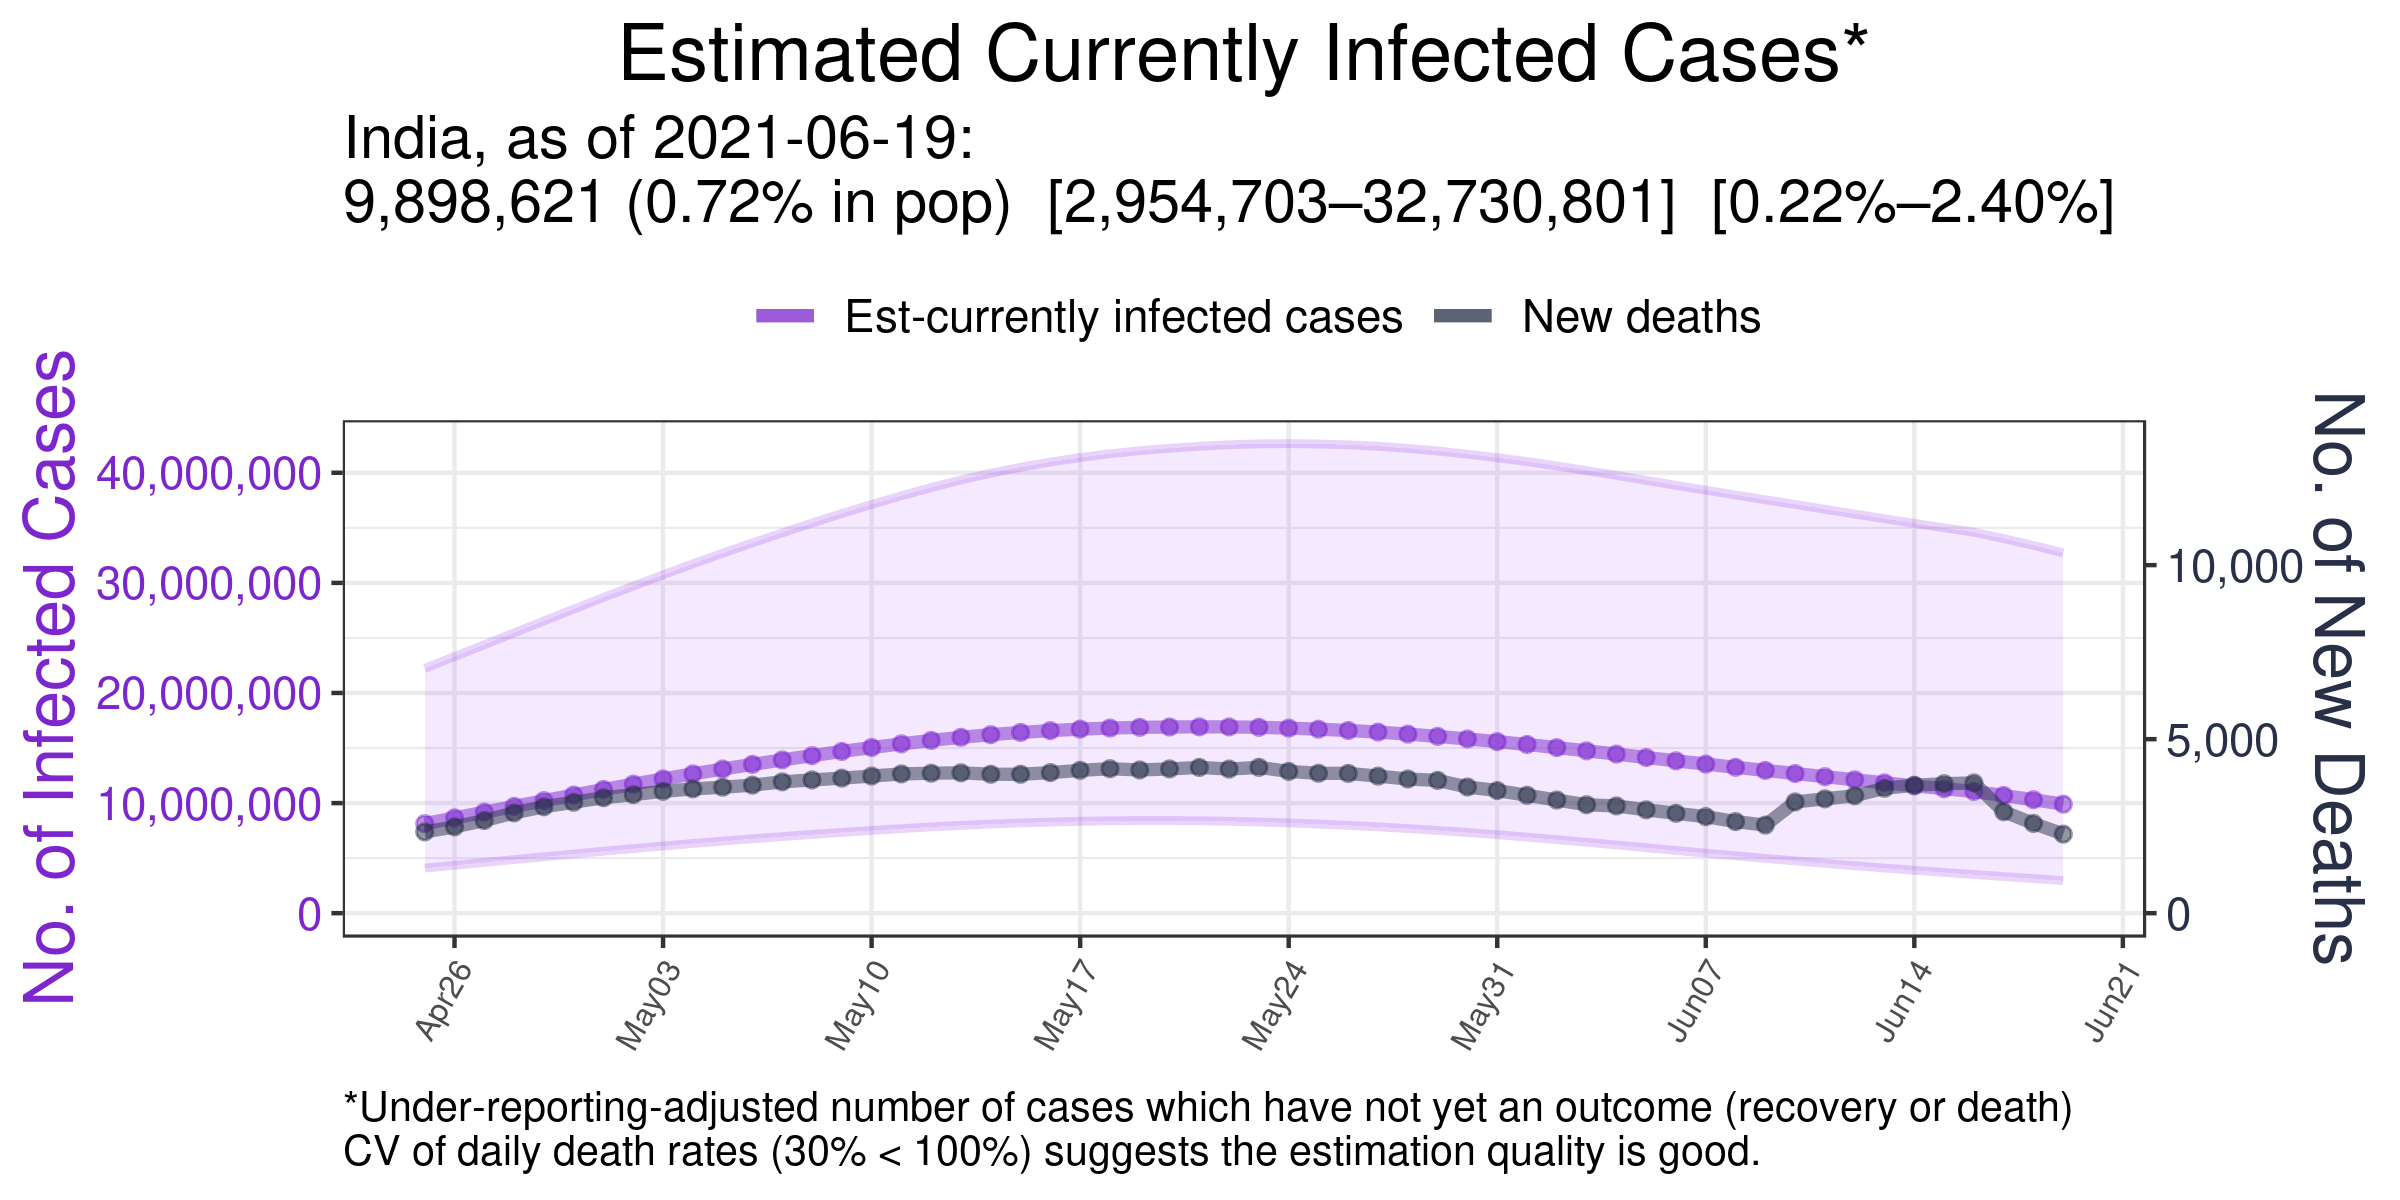 Estimated Currently Infected Cases*
India, as of 2021-06-19:
9,898,621 (0.72% in pop)  [2,954,703–32,730,801]  [0.22%–2.40%]
Est-currently infected cases
New deaths
No. of Infected Cases
40,000,000
30,000,000
20,000,000
10,000,000
0
10,000
5,000
0
No. of New Deaths
Apr26
May03
May10
May17
May24
May31
Jun07
Jun14
Jun21
*Under-reporting-adjusted number of cases which have not yet an outcome (recovery or death)
CV of daily death rates (30% < 100%) suggests the estimation quality is good.